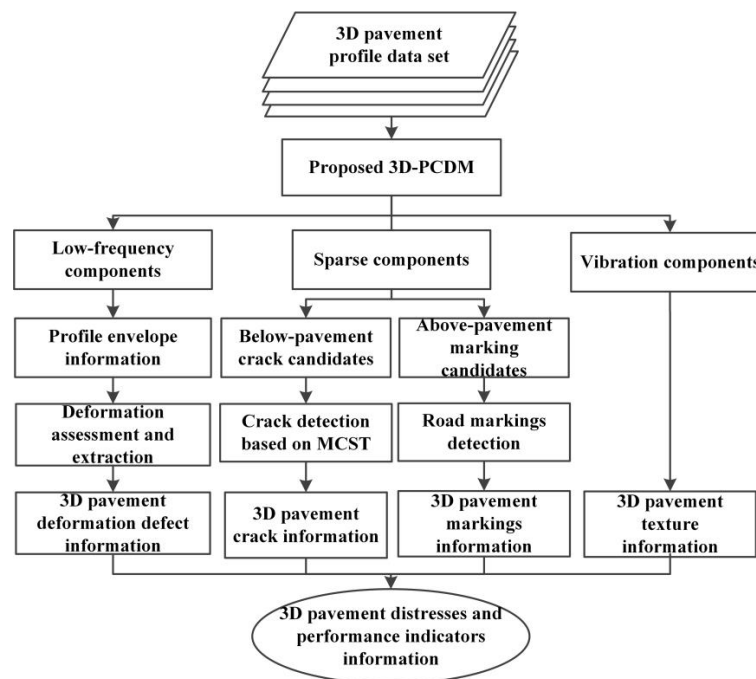 3D pavement
profile data set
Proposed 3D-PCDM
Low-frequency
components
Sparse components
Vibration components
Profile envelope
information
Below-pavement
crack candidates
Above-pavement
marking
candidates
Deformation
assessment and
extraction
Crack detection
based on MCST
Road markings
detection
3D pavement
deformation defect
information
3D pavement
crack information
3D pavement
markings
information
3D pavement
texture
information
3D pavement distresses and
performance indicators
information